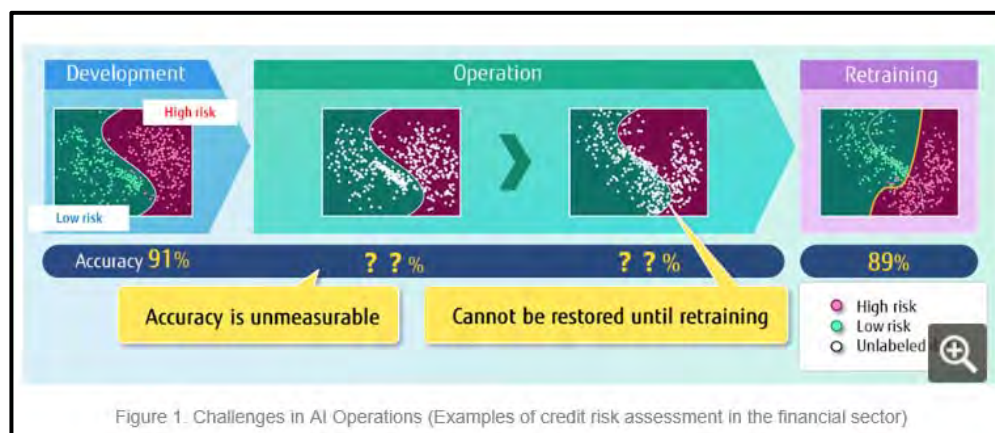 Development
Operation
Retraining
High risk
Low risk
Accuracy 91%
? ? %
? ? %
89%
Accuracy is unmeasurable
Cannot be restored until retraining
High risk
Low risk
Unlabeled
Figure 1. Challenges in AI Operations (Examples of credit risk assessment in the financial sector)